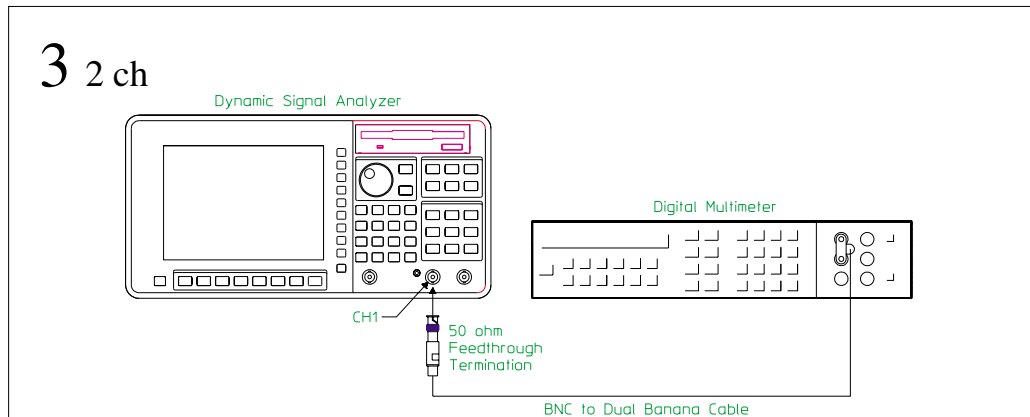 3 2 ch
Dynamic Signal Analyzer
Digital Multimeter
CH1
50 ohm
Feedthrough
Termination
BNC to Dual Banana Cable